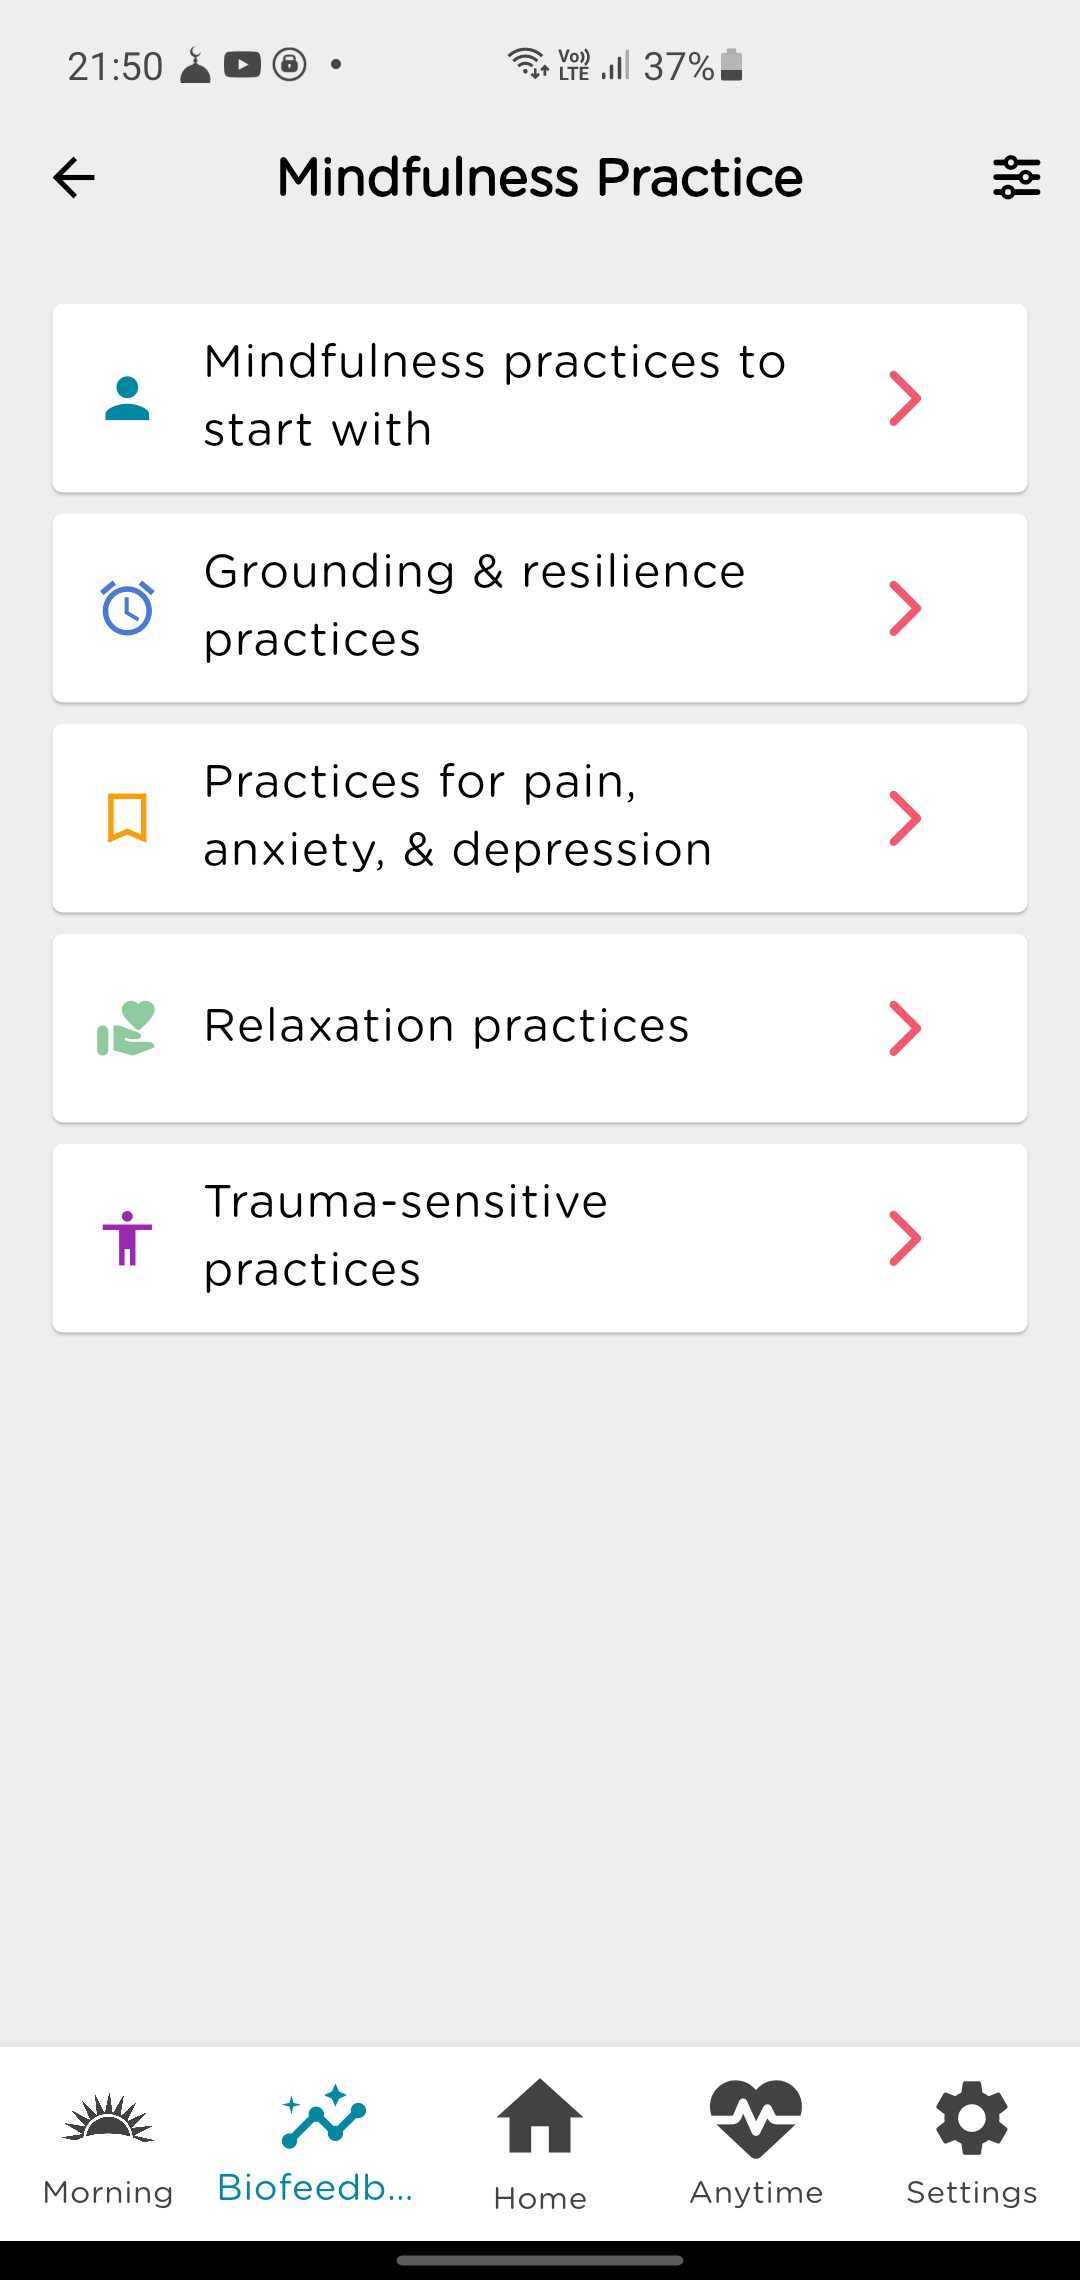 21:50
Vo)) LTE 37%
Mindfulness Practice
Mindfulness practices to
start with
Grounding & resilience
practices
Practices for pain,
anxiety, & depression
Relaxation practices
Trauma-sensitive
practices
Morning
Biofeedb...
Home
Anytime
Settings